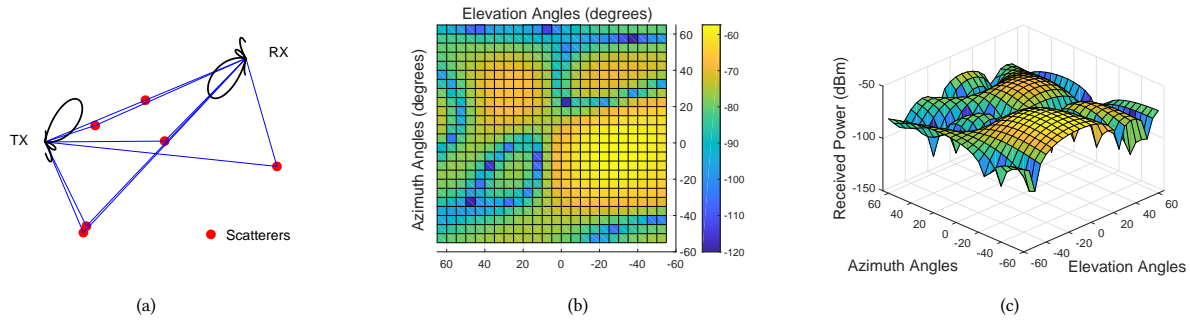 TX
RX
Scatterers
(a)
Elevation Angles (degrees)
Azimuth Angles (degrees)
60
40
20
0
-20
-40
-60
60 40 20 0 -20 -40 -60
-60
-70
-80
-90
-100
-110
-120
(b)
Received Power (dBm)
-50
-100
-150
60
40
20
0
-20
-40
-60
-60
-40
-20
0
20
40
60
Azimuth Angles
Elevation Angles
(c)